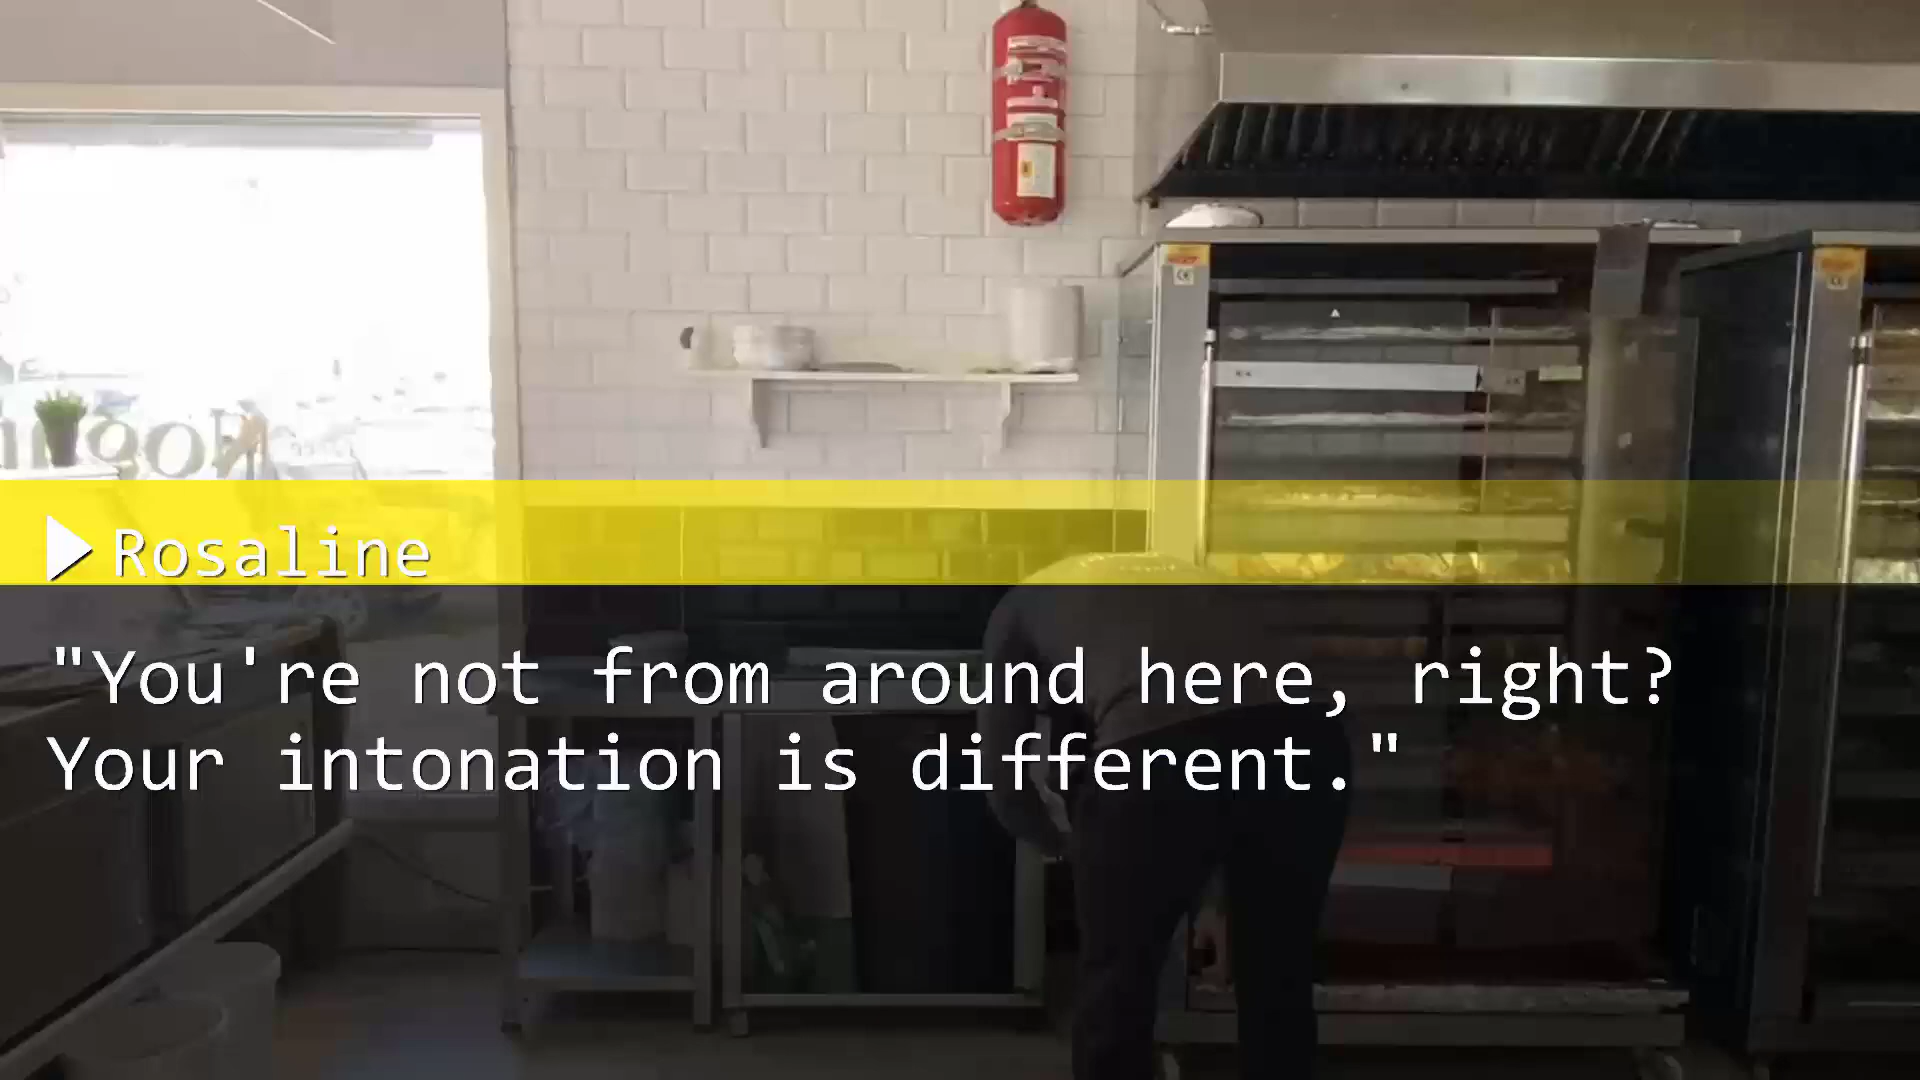 Rosaline
"You're not from around here, right?
Your intonation is different."